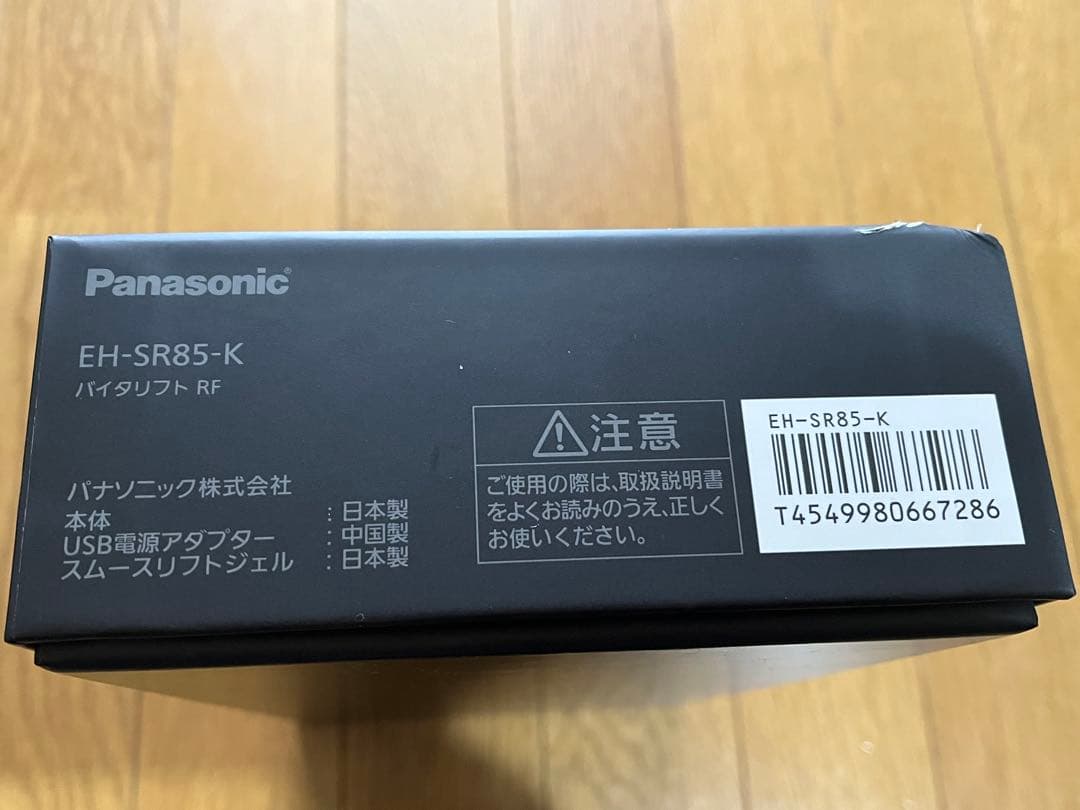 Panasonic®
EH-SR85-K
バイタリフト RF
パナソニック株式会社
本体 : 日本製
USB電源アダプター : 中国製
スムースリフトジェル : 日本製
⚠注意
ご使用の際は、取扱説明書
をよくお読みのうえ、正しく
お使いください。
EH-SR85-K
T4549980667286